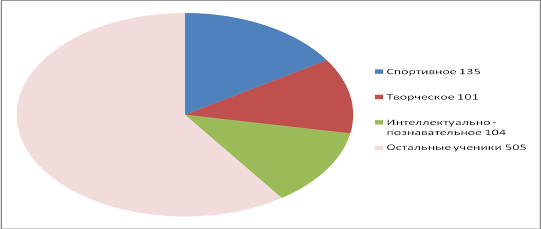 Спортивное 135
Творческое 101
Интеллектуально -
познавательное 104
Остальные ученики 505